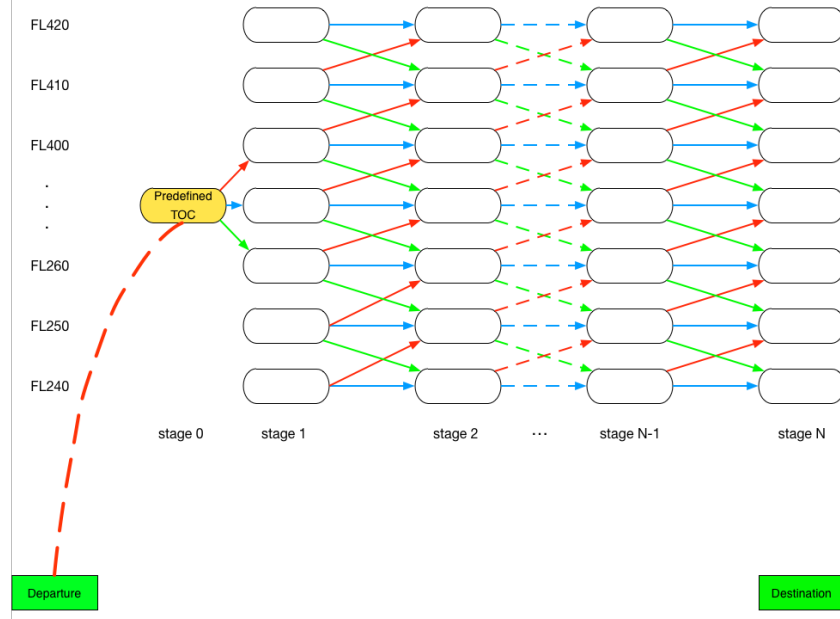 FL420
FL410
FL400
.
.
.
Predefined
TOC
FL260
FL250
FL240
stage 0
stage 1
stage 2
...
stage N-1
stage N
Departure
Destination